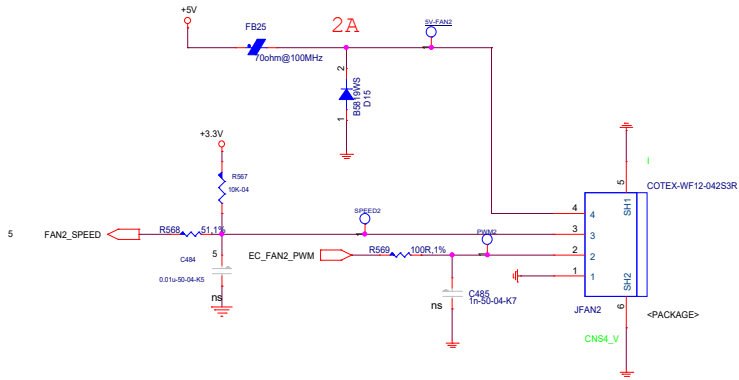 +5V
FB25
2A
5V-FAN2
1
70ohm@100MHz
2
B5819WS
D15
1
+3.3V
R567
10K-04
I
COTEX-WF12-042S3R
5
SH1
4
4
SPEED2
1
5
FAN2_SPEED
R568
51,1%
3
3
PWM2
1
C484
5
0.01u-50-04-K5
ns
EC_FAN2_PWM
R569
100R,1%
2
2
1
1
SH2
C485
1n-50-04-K7
ns
JFAN2
6
<PACKAGE>
CNS4_V